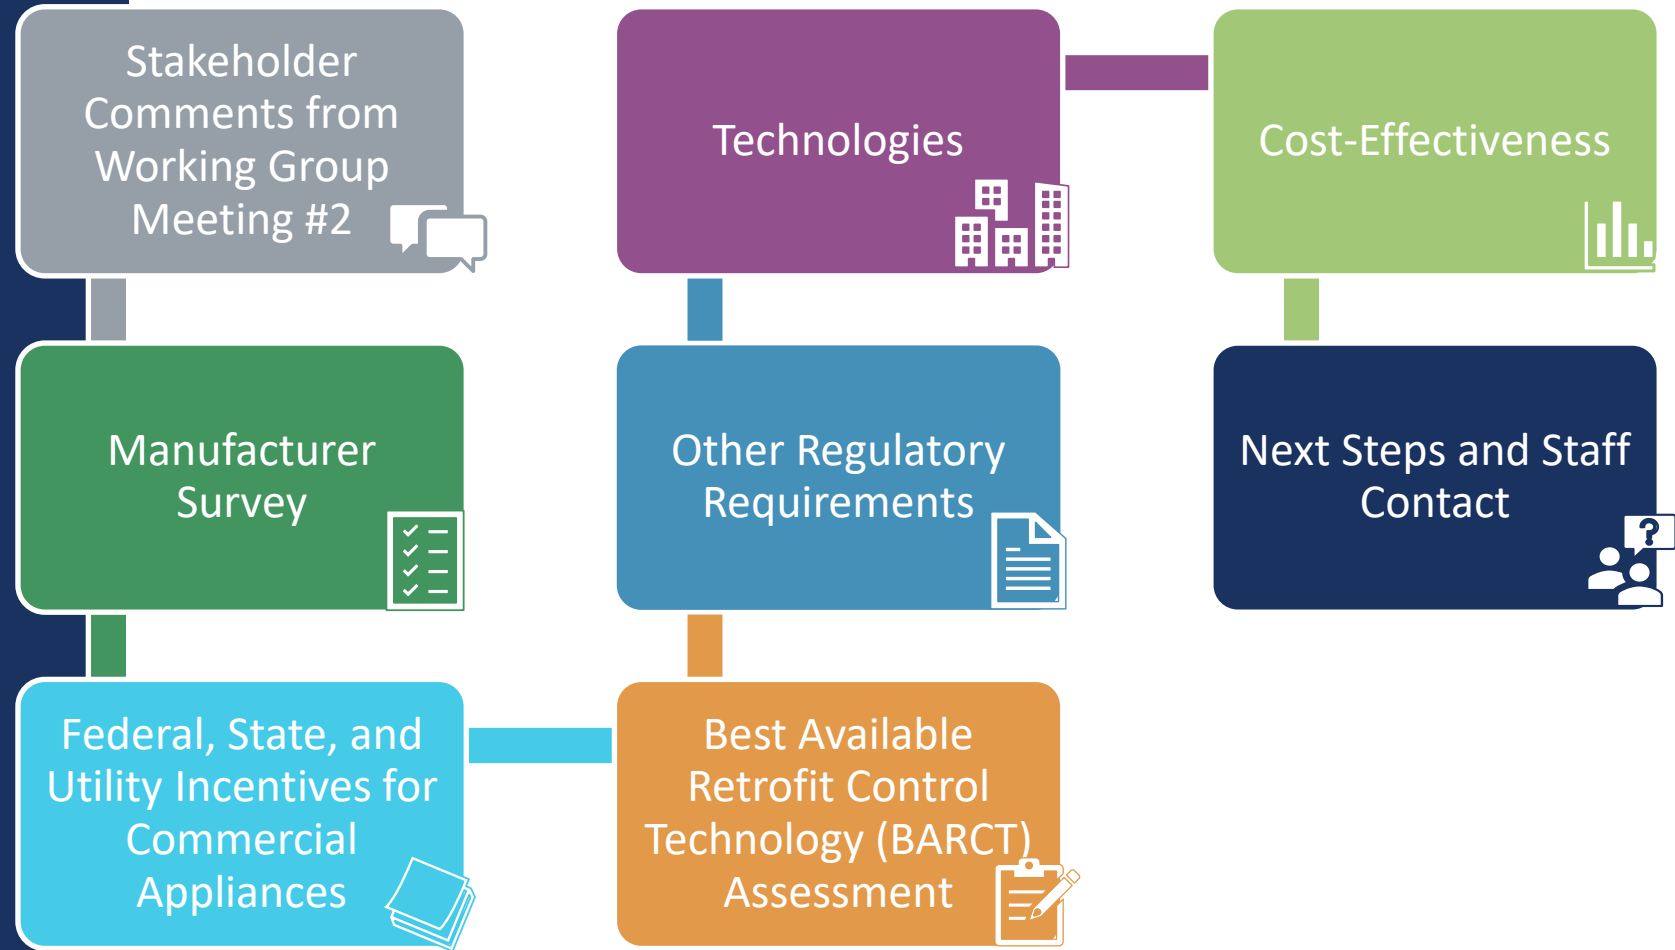 Stakeholder
Comments from
Working Group
Meeting #2
Manufacturer
Survey
Federal, State, and
Utility Incentives for
Commercial
Appliances
Best Available
Retrofit Control
Technology (BARCT)
Assessment
Other Regulatory
Requirements
Technologies
Cost-Effectiveness
Next Steps and Staff
Contact
?